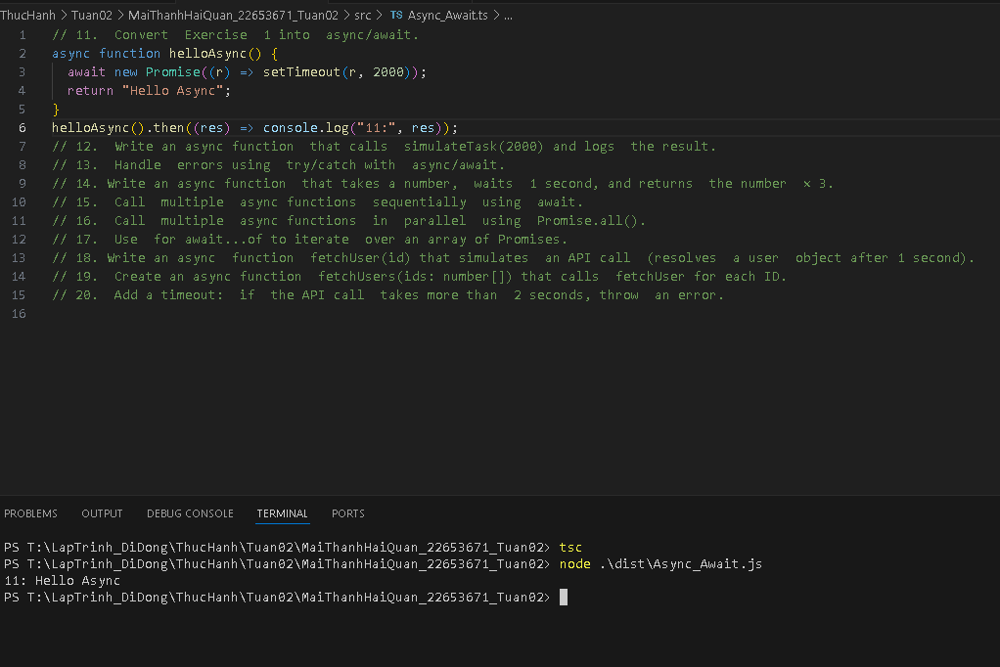 ThucHanh > Tuan02 > MaiThanhHaiQuan_22653671_Tuan02 > src > TS Async_Await.ts > ...
1 // 11. Convert Exercise 1 into async/await.
2 async function helloAsync() {
3 await new Promise((r) => setTimeout(r, 2000));
4 return "Hello Async";
5 }
6 helloAsync().then((res) => console.log("11:", res));
7 // 12. Write an async function that calls simulateTask(2000) and logs the result.
8 // 13. Handle errors using try/catch with async/await.
9 // 14. Write an async function that takes a number, waits 1 second, and returns the number × 3.
10 // 15. Call multiple async functions sequentially using await.
11 // 16. Call multiple async functions in parallel using Promise.all().
12 // 17. Use for await...of to iterate over an array of Promises.
13 // 18. Write an async function fetchUser(id) that simulates an API call (resolves a user object after 1 second).
14 // 19. Create an async function fetchUsers(ids: number[]) that calls fetchUser for each ID.
15 // 20. Add a timeout: if the API call takes more than 2 seconds, throw an error.
16
PROBLEMS OUTPUT DEBUG CONSOLE TERMINAL PORTS
PS T:\LapTrinh_DiDong\ThucHanh\Tuan02\MaiThanhHaiQuan_22653671_Tuan02> tsc
PS T:\LapTrinh_DiDong\ThucHanh\Tuan02\MaiThanhHaiQuan_22653671_Tuan02> node .\dist\Async_Await.js
11: Hello Async
PS T:\LapTrinh_DiDong\ThucHanh\Tuan02\MaiThanhHaiQuan_22653671_Tuan02>